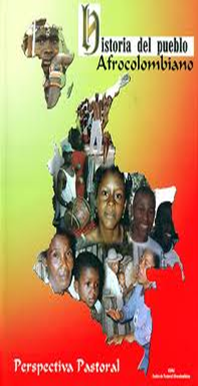 Historia del pueblo
Afrocolombiano
Perspectiva Pastoral